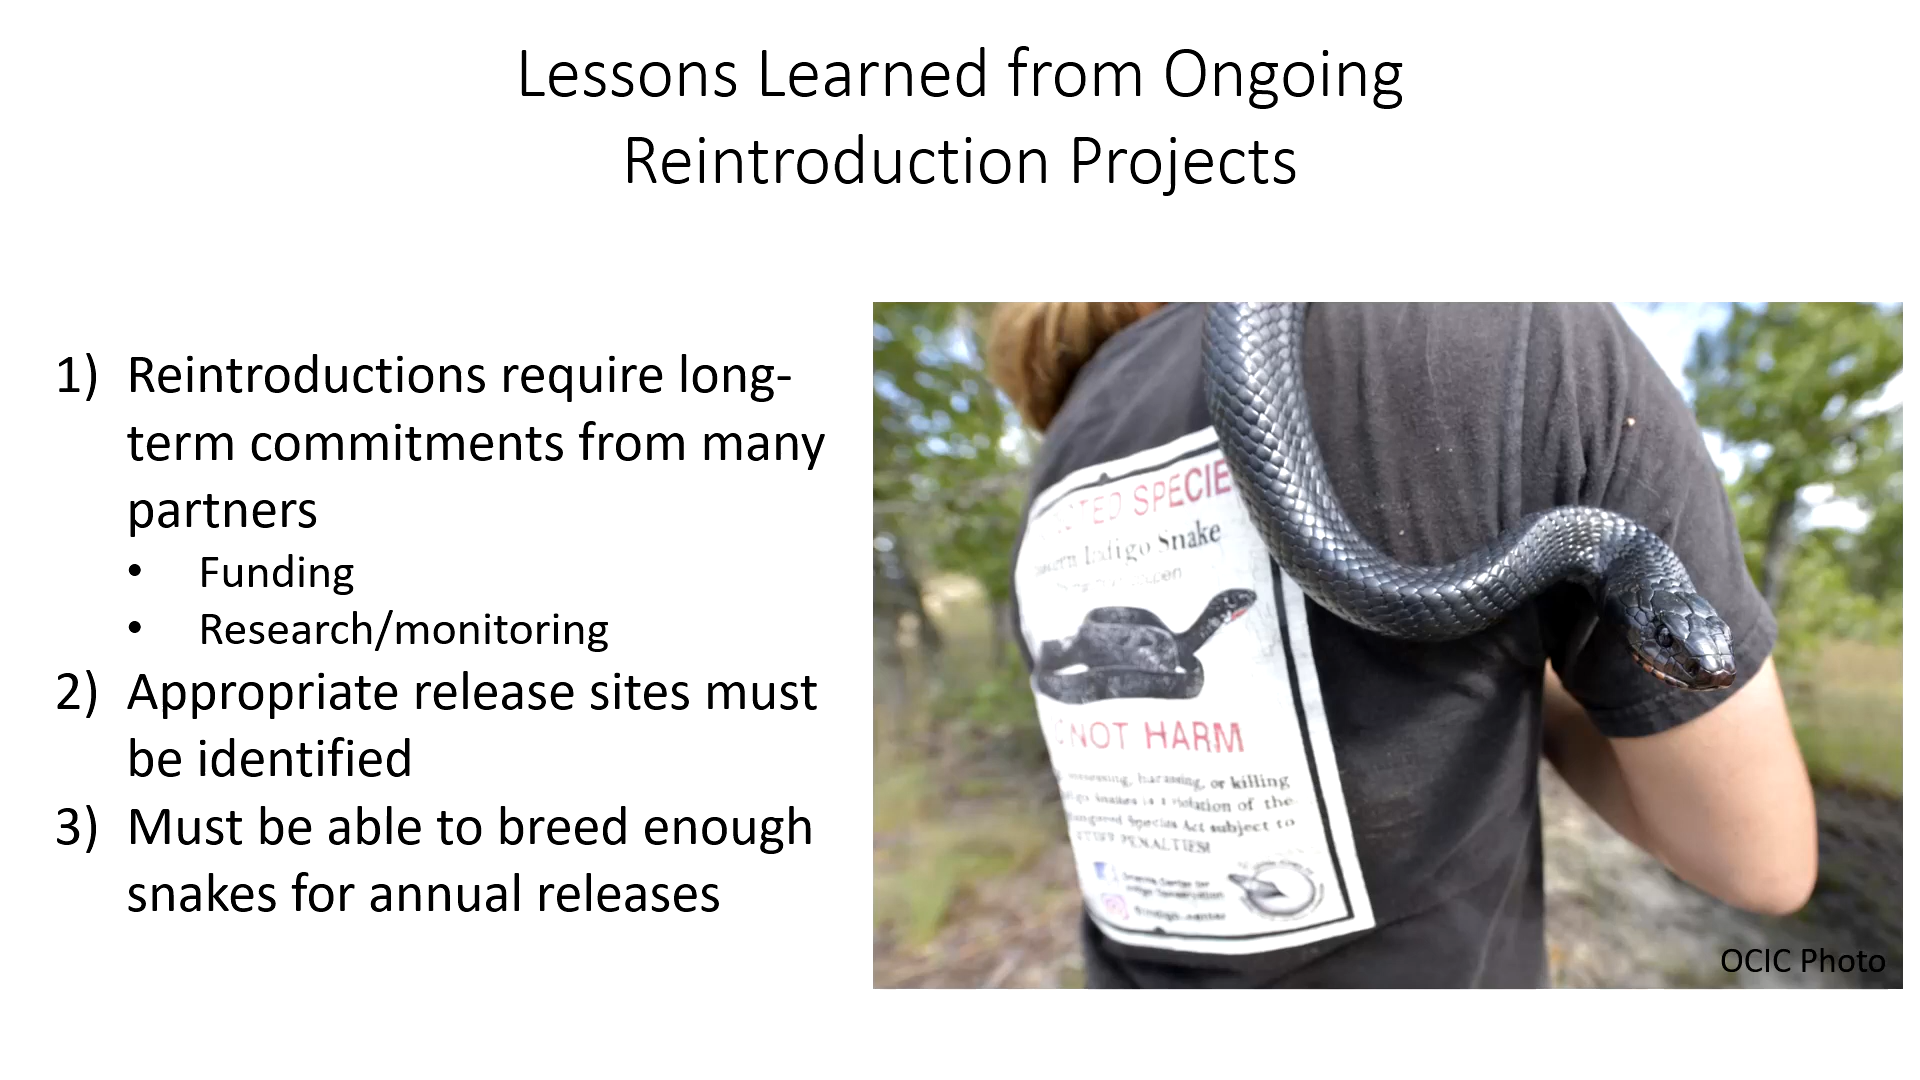 Lessons Learned from Ongoing
Reintroduction Projects
1) Reintroductions require long-
term commitments from many
partners
• Funding
• Research/monitoring
2) Appropriate release sites must
be identified
3) Must be able to breed enough
snakes for annual releases
SPECIE
Indigo Snake
NOT HARM
harassing, or killing
is a violation of the
Species Act subject to
PENALTIES!
OCIC Photo